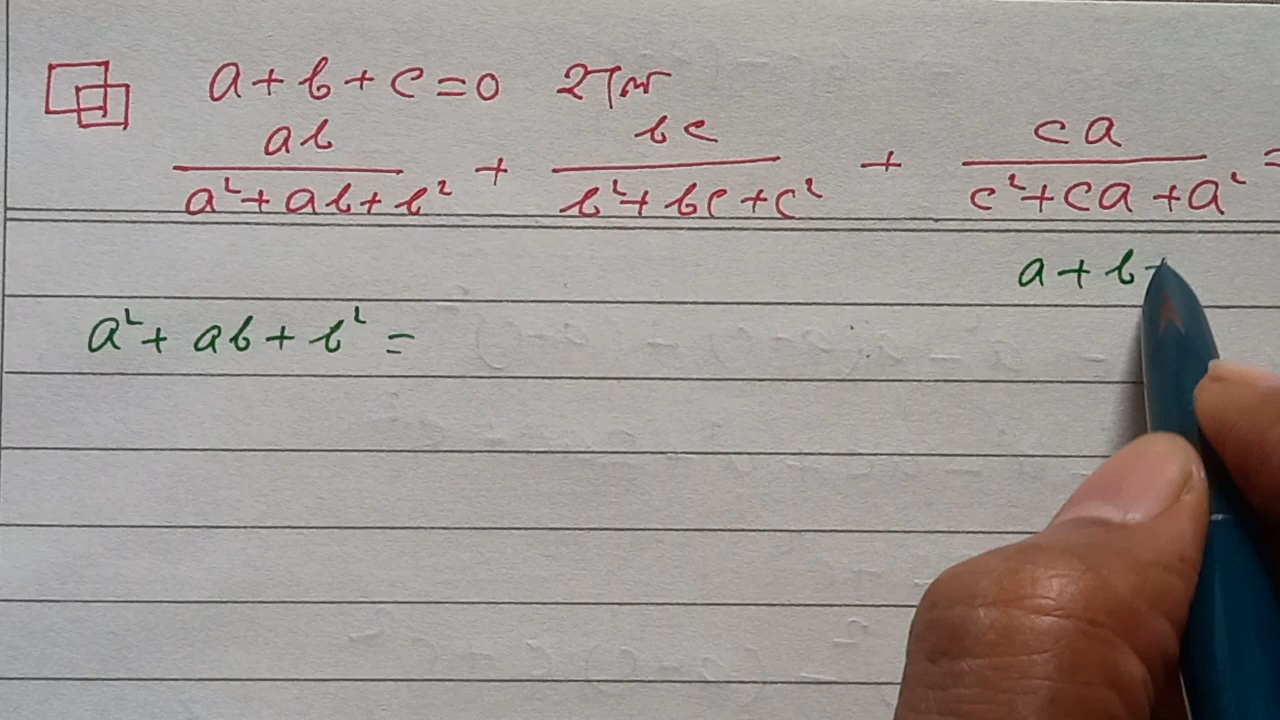 a + b + c = 0 হলে
ab/(a² + ab + b²) + bc/(b² + bc + c²) + ca/(c² + ca + a²) =
a + b +
a² + ab + b² =